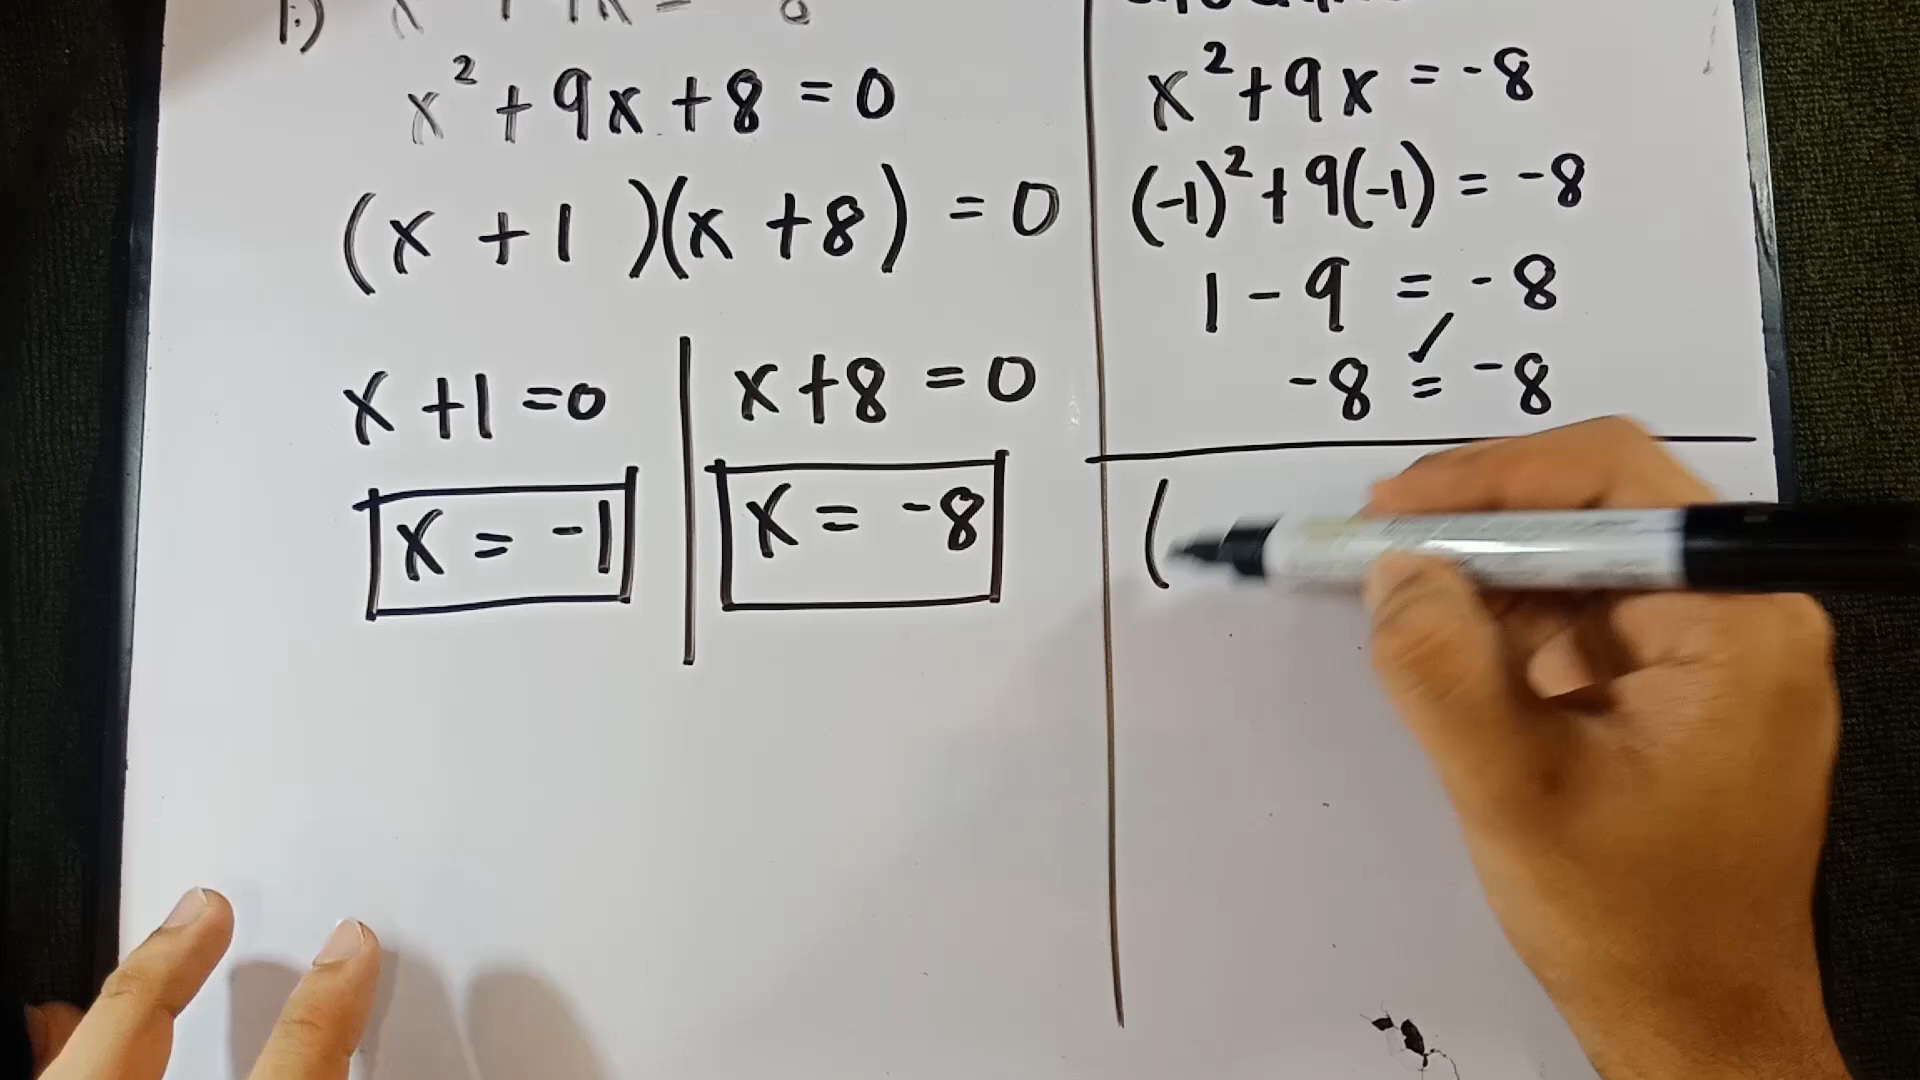 1.)
x² + 9x + 8 = 0
(x + 1 )(x + 8) = 0
x + 1 = 0
x = -1
x + 8 = 0
x = -8
x² + 9x = -8
(-1)² + 9(-1) = -8
1 - 9 = -8
-8 = -8 ✓
(